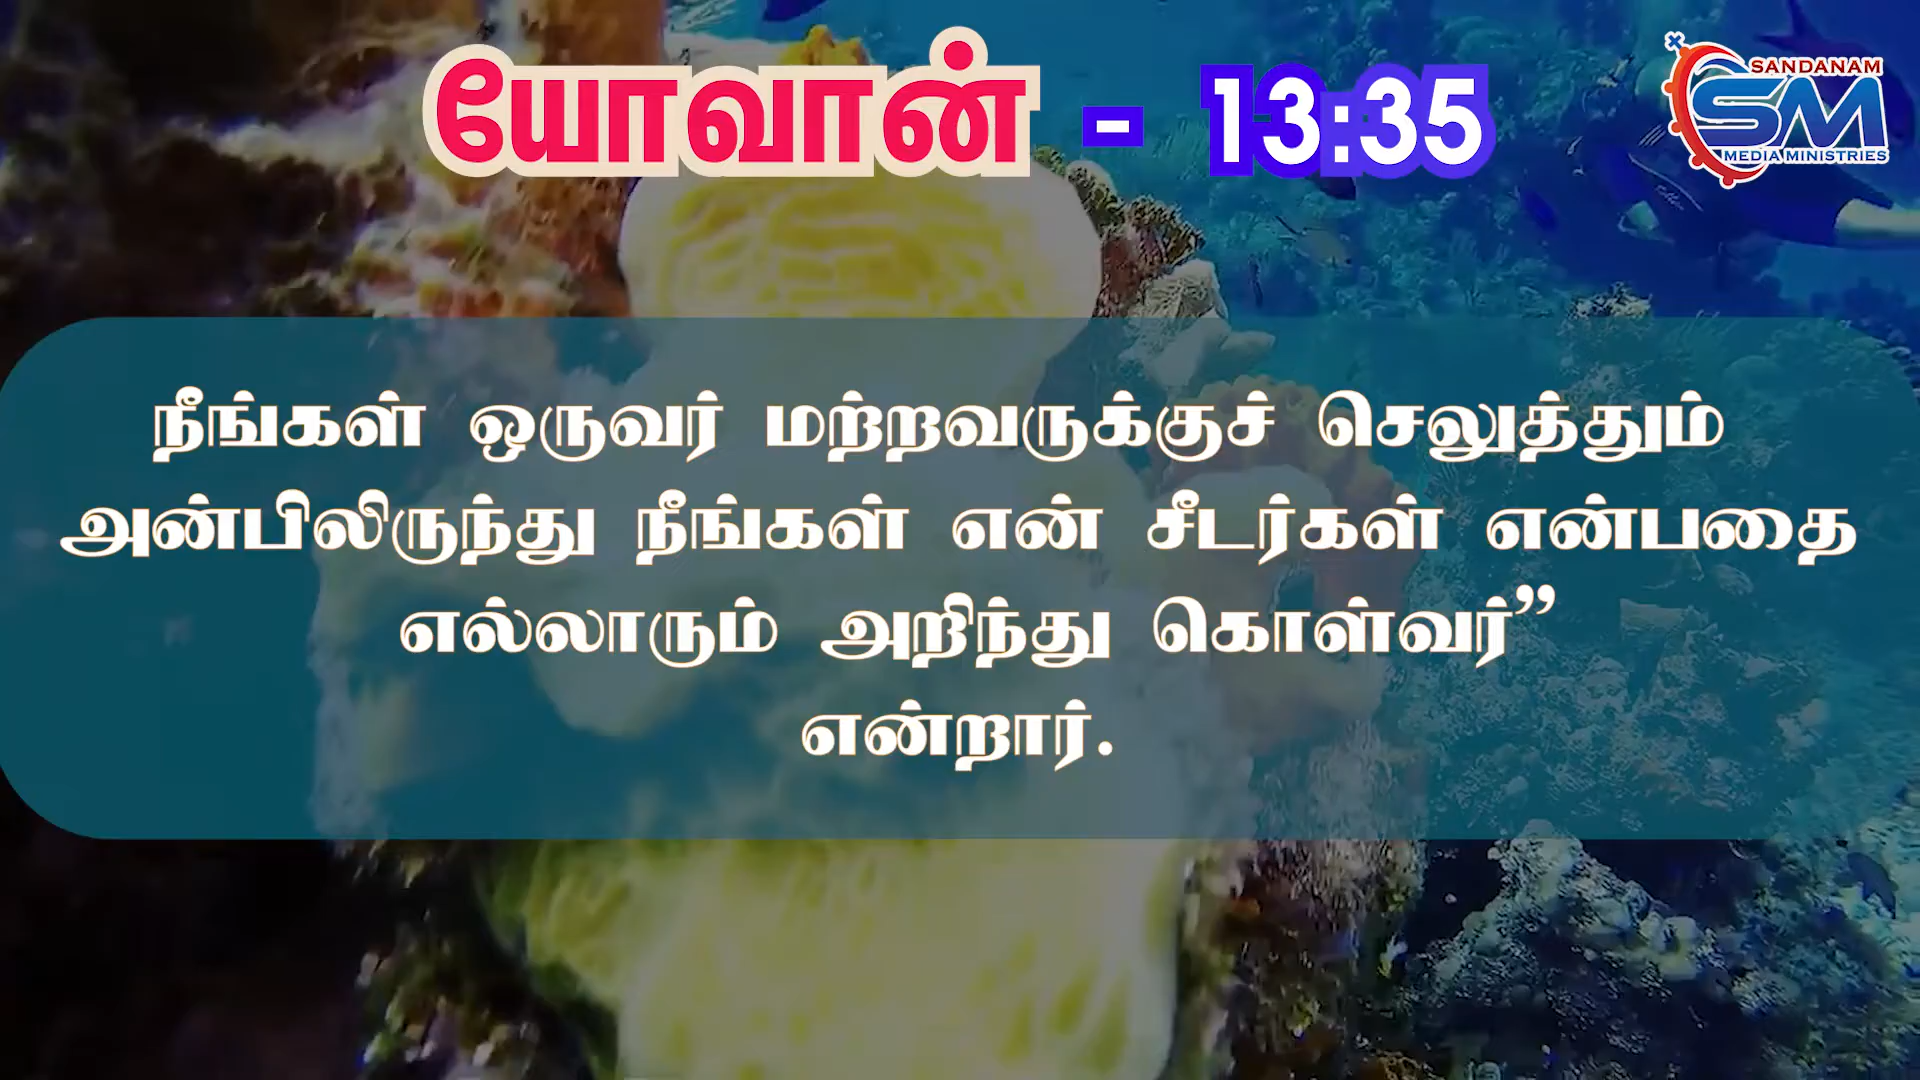 யோவான் - 13:35
SANDANAM
SM
MEDIA MINISTRIES
நீங்கள் ஒருவர் மற்றவருக்குச் செலுத்தும்
அன்பிலிருந்து நீங்கள் என் சீடர்கள் என்பதை
எல்லாரும் அறிந்து கொள்வர்”
என்றார்.